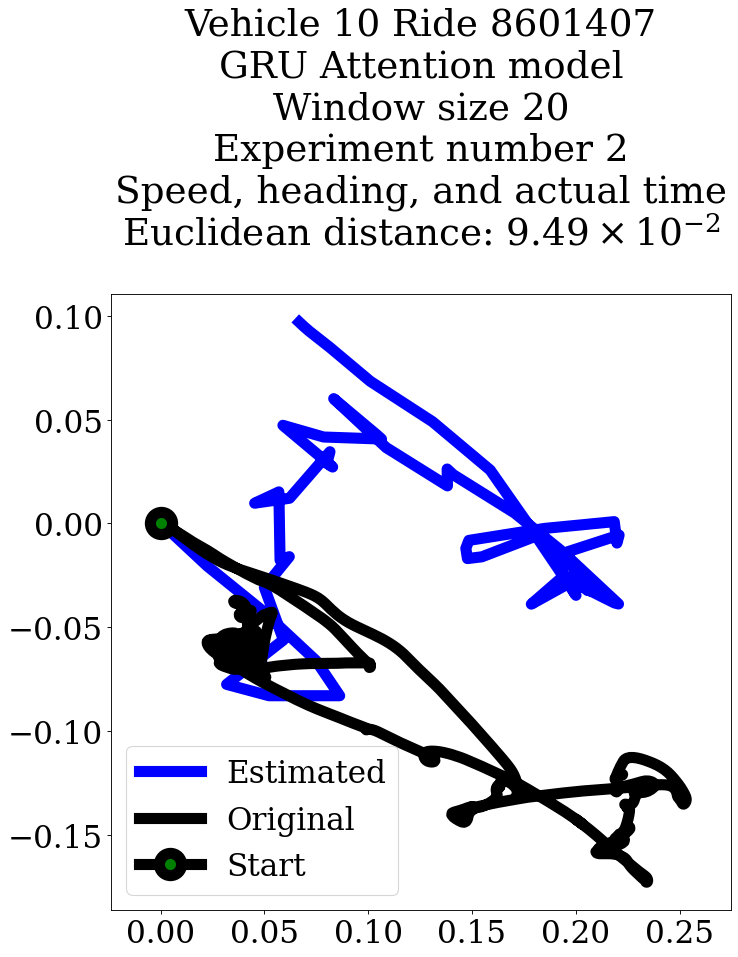 Vehicle 10 Ride 8601407
GRU Attention model
Window size 20
Experiment number 2
Speed, heading, and actual time
Euclidean distance: 9.49 × 10⁻²
0.10
0.05
0.00
−0.05
−0.10
−0.15
Estimated
Original
Start
0.00 0.05 0.10 0.15 0.20 0.25